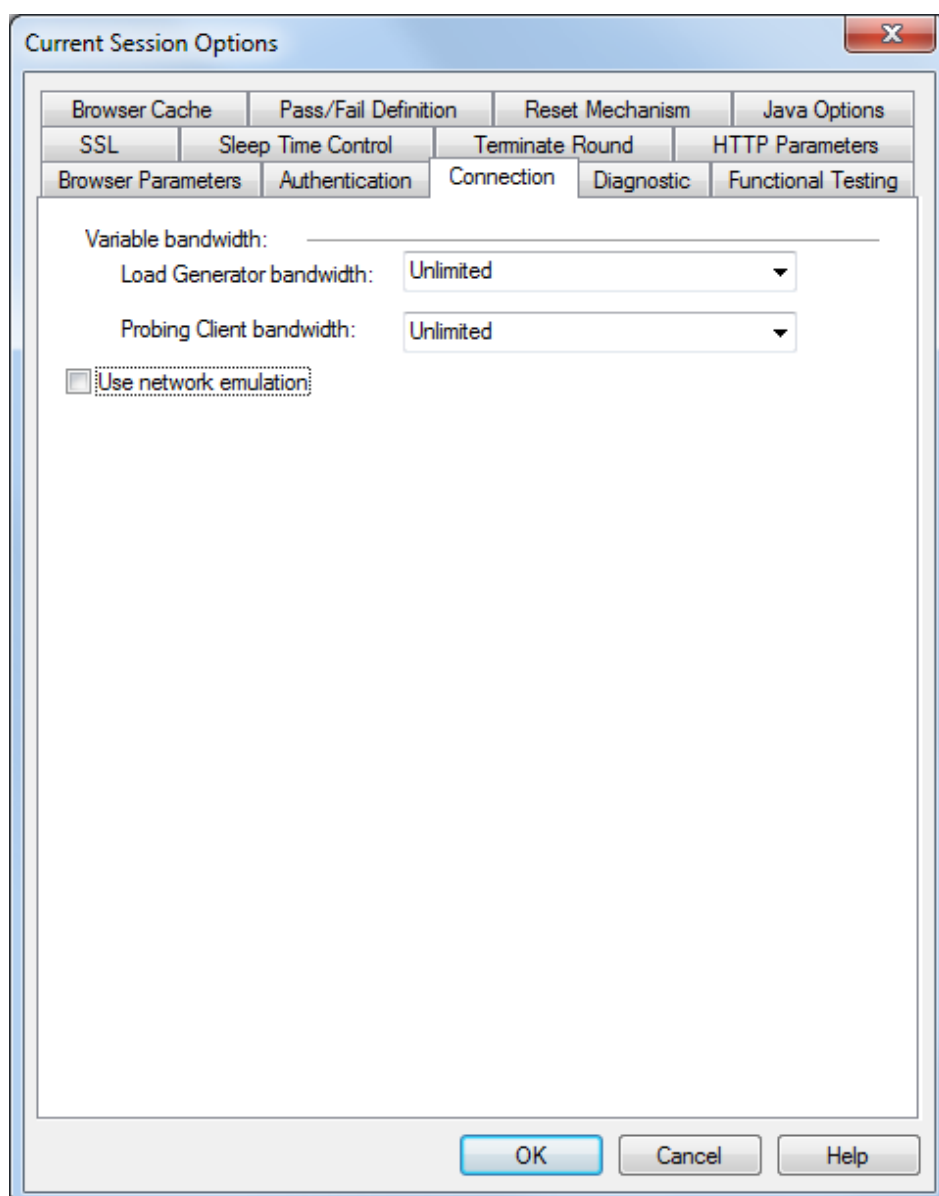 Current Session Options
Browser Cache Pass/Fail Definition Reset Mechanism Java Options
SSL Sleep Time Control Terminate Round HTTP Parameters
Browser Parameters Authentication Connection Diagnostic Functional Testing
Variable bandwidth:
Load Generator bandwidth: Unlimited
Probing Client bandwidth: Unlimited
Use network emulation
OK Cancel Help